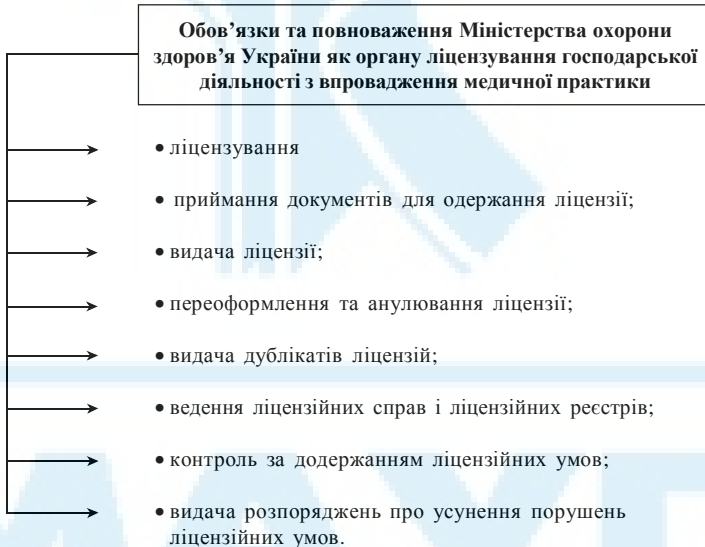 Обов’язки та повноваження Міністерства охорони
здоров’я України як органу ліцензування господарської
діяльності з впровадження медичної практики
• ліцензування
• приймання документів для одержання ліцензії;
• видача ліцензії;
• переоформлення та анулювання ліцензії;
• видача дублікатів ліцензій;
• ведення ліцензійних справ і ліцензійних реєстрів;
• контроль за додержанням ліцензійних умов;
• видача розпоряджень про усунення порушень
ліцензійних умов.